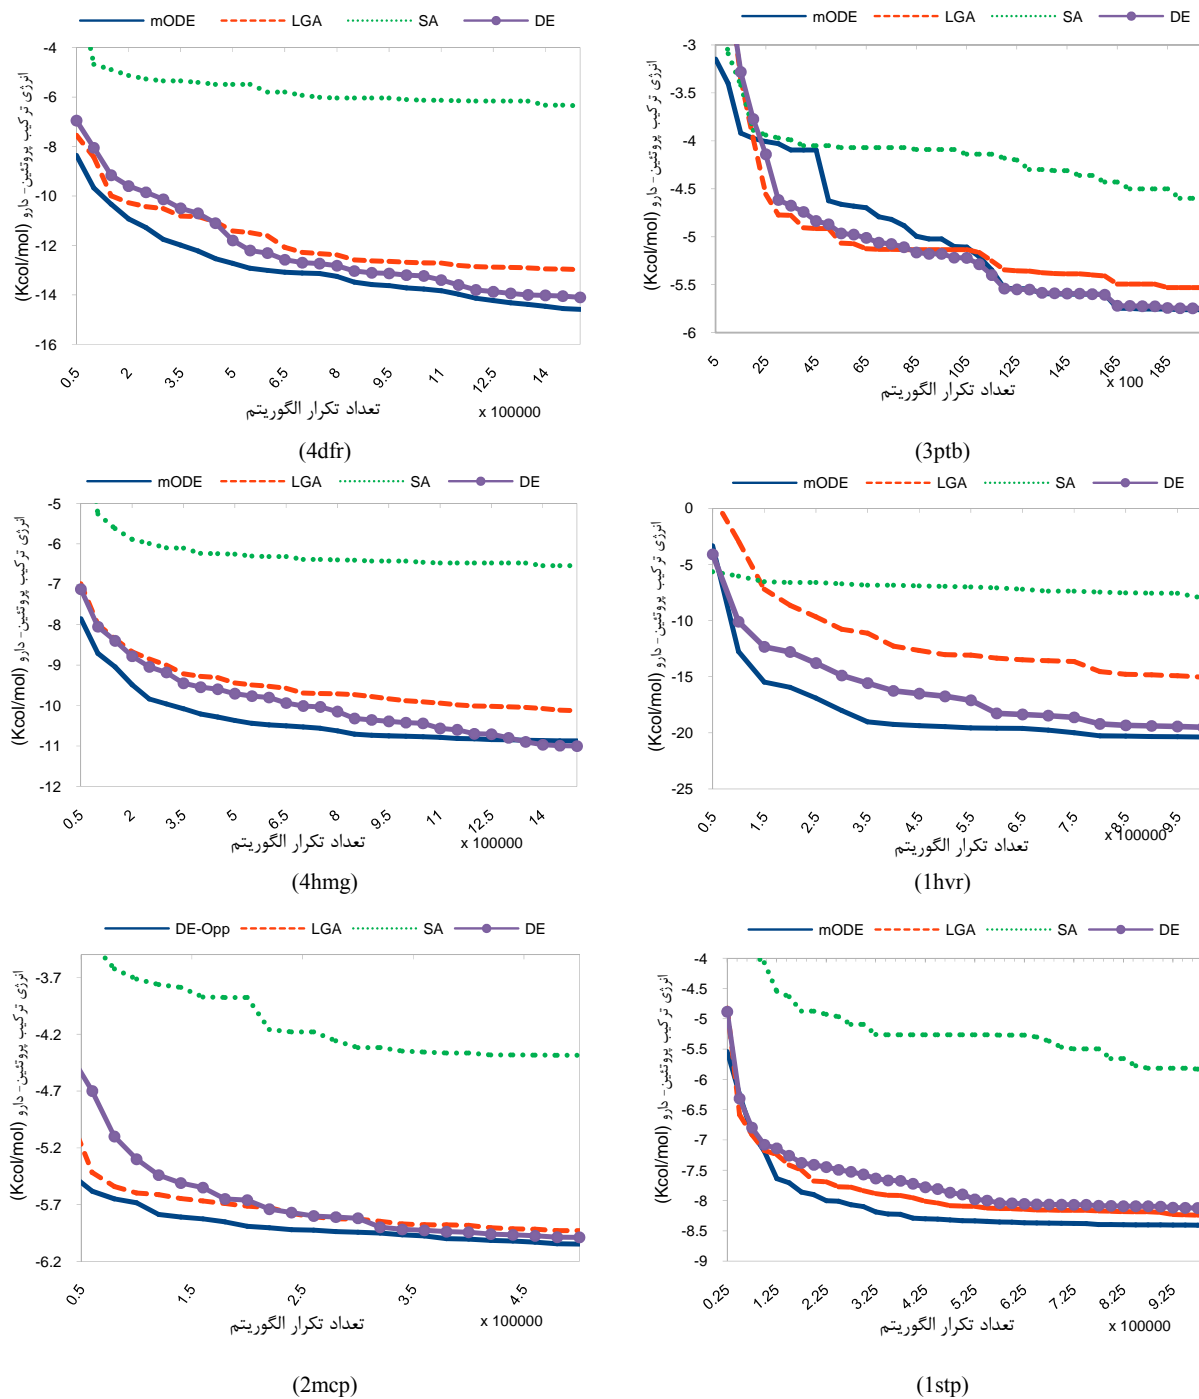 mODE LGA SA DE
انرژی ترکیب پروتئین- دارو (Kcol/mol)
-4
-6
-8
-10
-12
-14
-16
0.5 2 3.5 5 6.5 8 9.5 11 12.5 14
تعداد تکرار الگوریتم
x 100000
(4dfr)
mODE LGA SA DE
انرژی ترکیب پروتئین- دارو (Kcol/mol)
-3
-3.5
-4
-4.5
-5
-5.5
-6
5 25 45 65 85 105 125 145 165 185
تعداد تکرار الگوریتم
x 100
(3ptb)
mODE LGA SA DE
انرژی ترکیب پروتئین- دارو (Kcol/mol)
-5
-6
-7
-8
-9
-10
-11
-12
0.5 2 3.5 5 6.5 8 9.5 11 12.5 14
تعداد تکرار الگوریتم
x 100000
(4hmg)
mODE LGA SA DE
انرژی ترکیب پروتئین- دارو (Kcol/mol)
0
-5
-10
-15
-20
-25
0.5 1.5 2.5 3.5 4.5 5.5 6.5 7.5 8.5 9.5
تعداد تکرار الگوریتم
x 100000
(1hvr)
DE-Opp LGA SA DE
انرژی ترکیب پروتئین- دارو (Kcol/mol)
-3.7
-4.2
-4.7
-5.2
-5.7
-6.2
0.5 1.5 2.5 3.5 4.5
تعداد تکرار الگوریتم
x 100000
(2mcp)
mODE LGA SA DE
انرژی ترکیب پروتئین- دارو (Kcol/mol)
-4
-4.5
-5
-5.5
-6
-6.5
-7
-7.5
-8
-8.5
-9
0.25 1.25 2.25 3.25 4.25 5.25 6.25 7.25 8.25 9.25
تعداد تکرار الگوریتم
x 100000
(1stp)